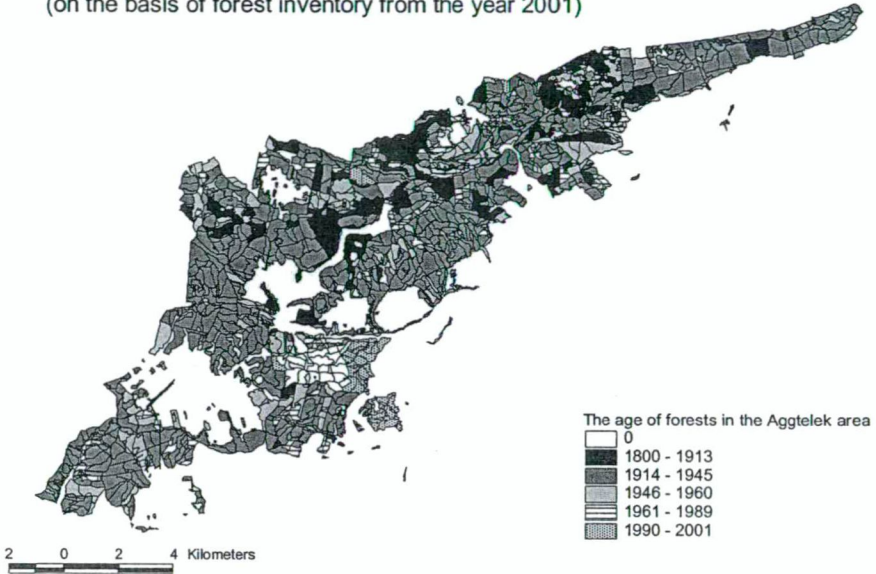 (on the basis of forest inventory from the year 2001)
The age of forests in the Aggtelek area
0
1800 - 1913
1914 - 1945
1946 - 1960
1961 - 1989
1990 - 2001
2 0 2 4 Kilometers